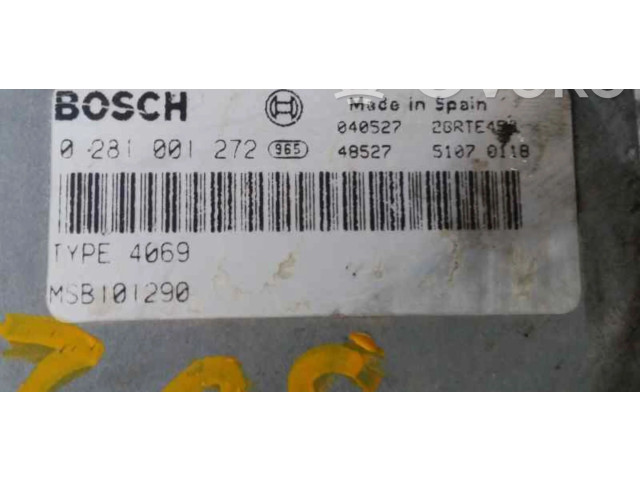 BOSCH
Made in Spain
040527
0 281 001 272 965
48527 5107 0118
TYPE 4069
MSB101290